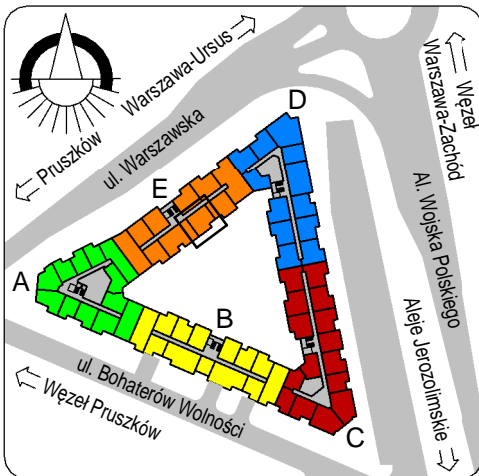 Warszawa-Ursus
Pruszków
ul. Warszawska
Węzeł
Warszawa-Zachód
Al. Wojska Polskiego
Aleje Jerozolimskie
D
E
A
B
C
ul. Bohaterów Wolności
Węzeł Pruszków